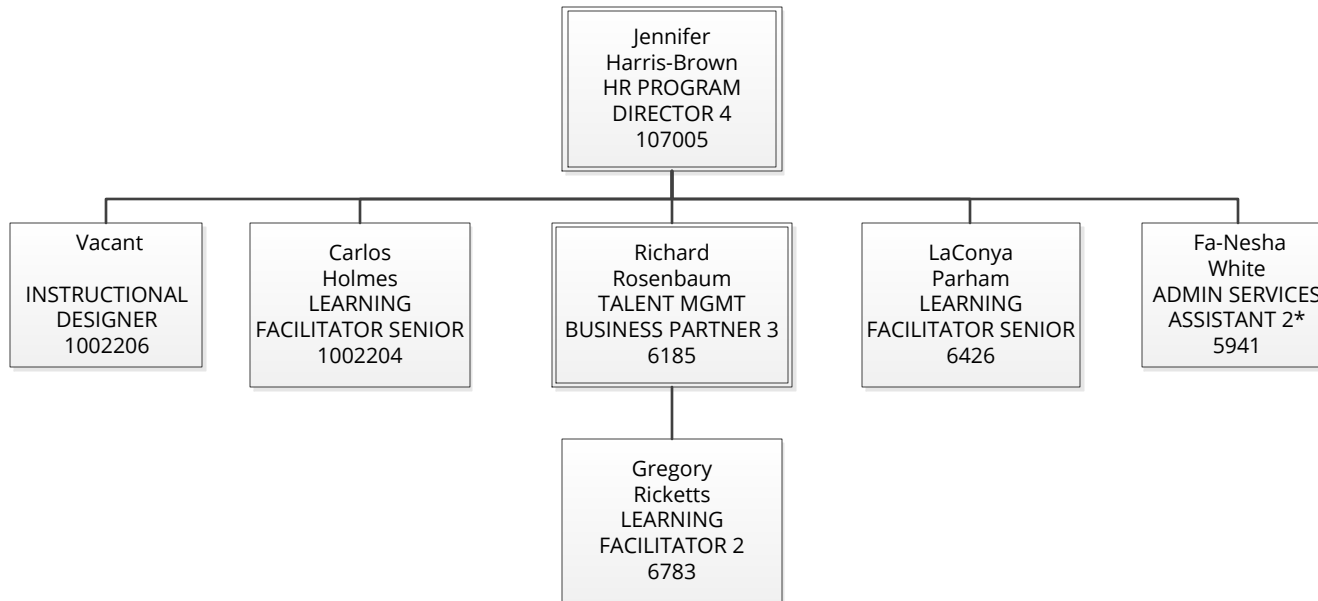 Jennifer
Harris-Brown
HR PROGRAM
DIRECTOR 4
107005
Vacant
INSTRUCTIONAL
DESIGNER
1002206
Carlos
Holmes
LEARNING
FACILITATOR SENIOR
1002204
Richard
Rosenbaum
TALENT MGMT
BUSINESS PARTNER 3
6185
LaConya
Parham
LEARNING
FACILITATOR SENIOR
6426
Fa-Nesha
White
ADMIN SERVICES
ASSISTANT 2*
5941
Gregory
Ricketts
LEARNING
FACILITATOR 2
6783